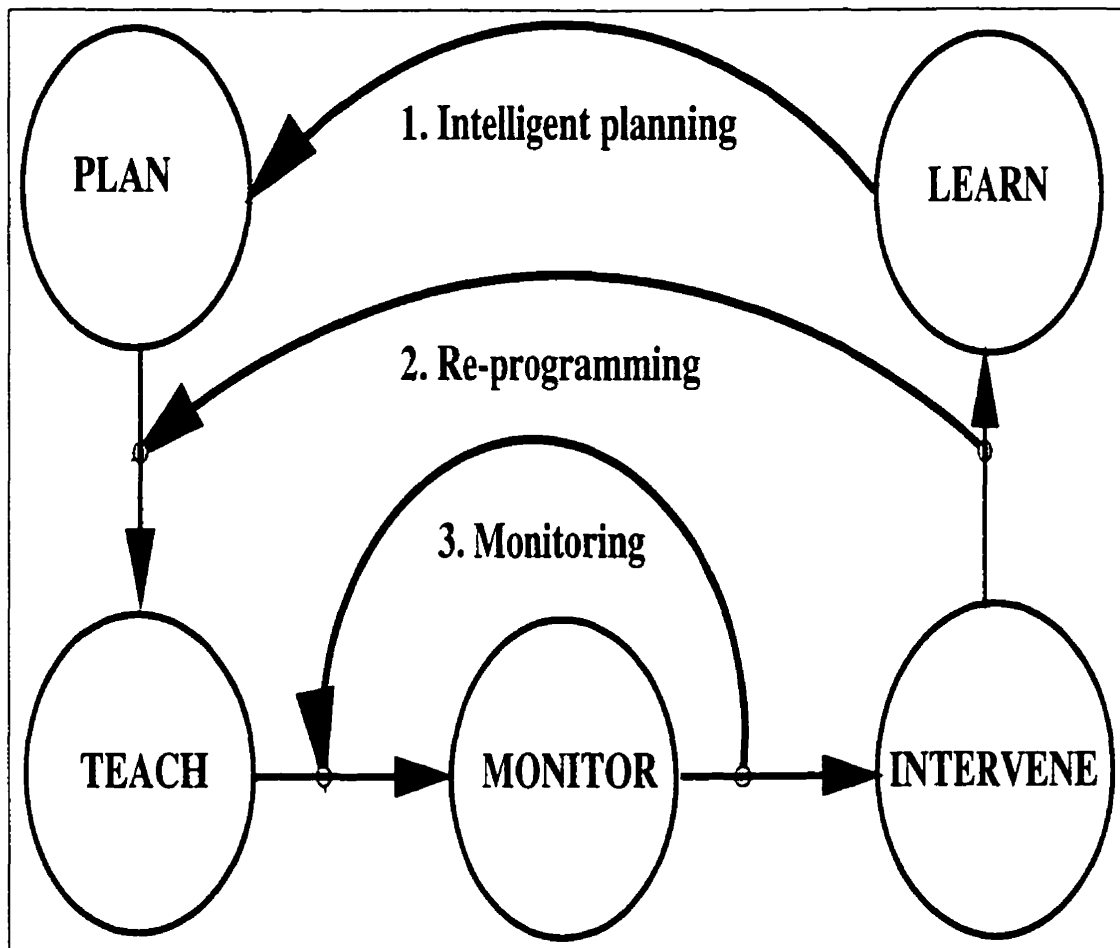 1. Intelligent planning
PLAN
LEARN
2. Re-programming
3. Monitoring
TEACH
MONITOR
INTERVENE